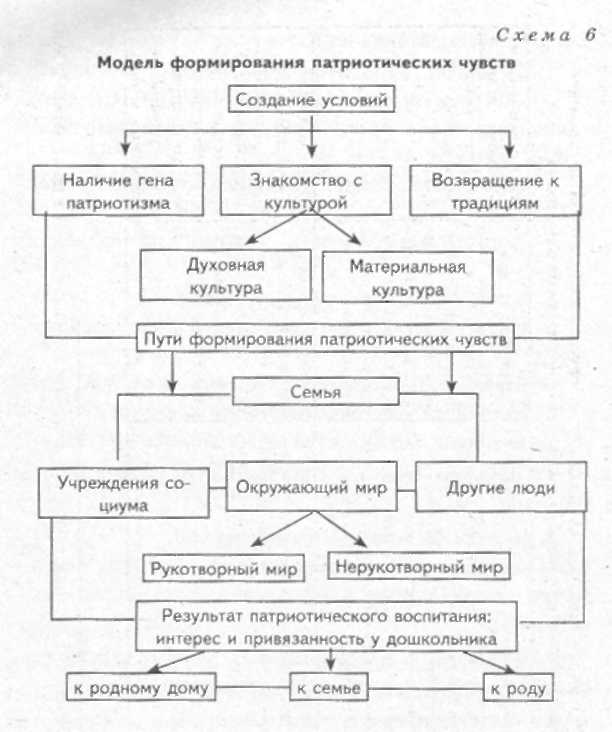 Схема 6
Модель формирования патриотических чувств
Создание условий
Наличие гена
патриотизма
Знакомство с
культурой
Возвращение к
традициям
Духовная
культура
Материальная
культура
Пути формирования патриотических чувств
Семья
Учреждения со-
циума
Окружающий мир
Другие люди
Рукотворный мир
Нерукотворный мир
Результат патриотического воспитания:
интерес и привязанность у дошкольника
к родному дому
к семье
к роду